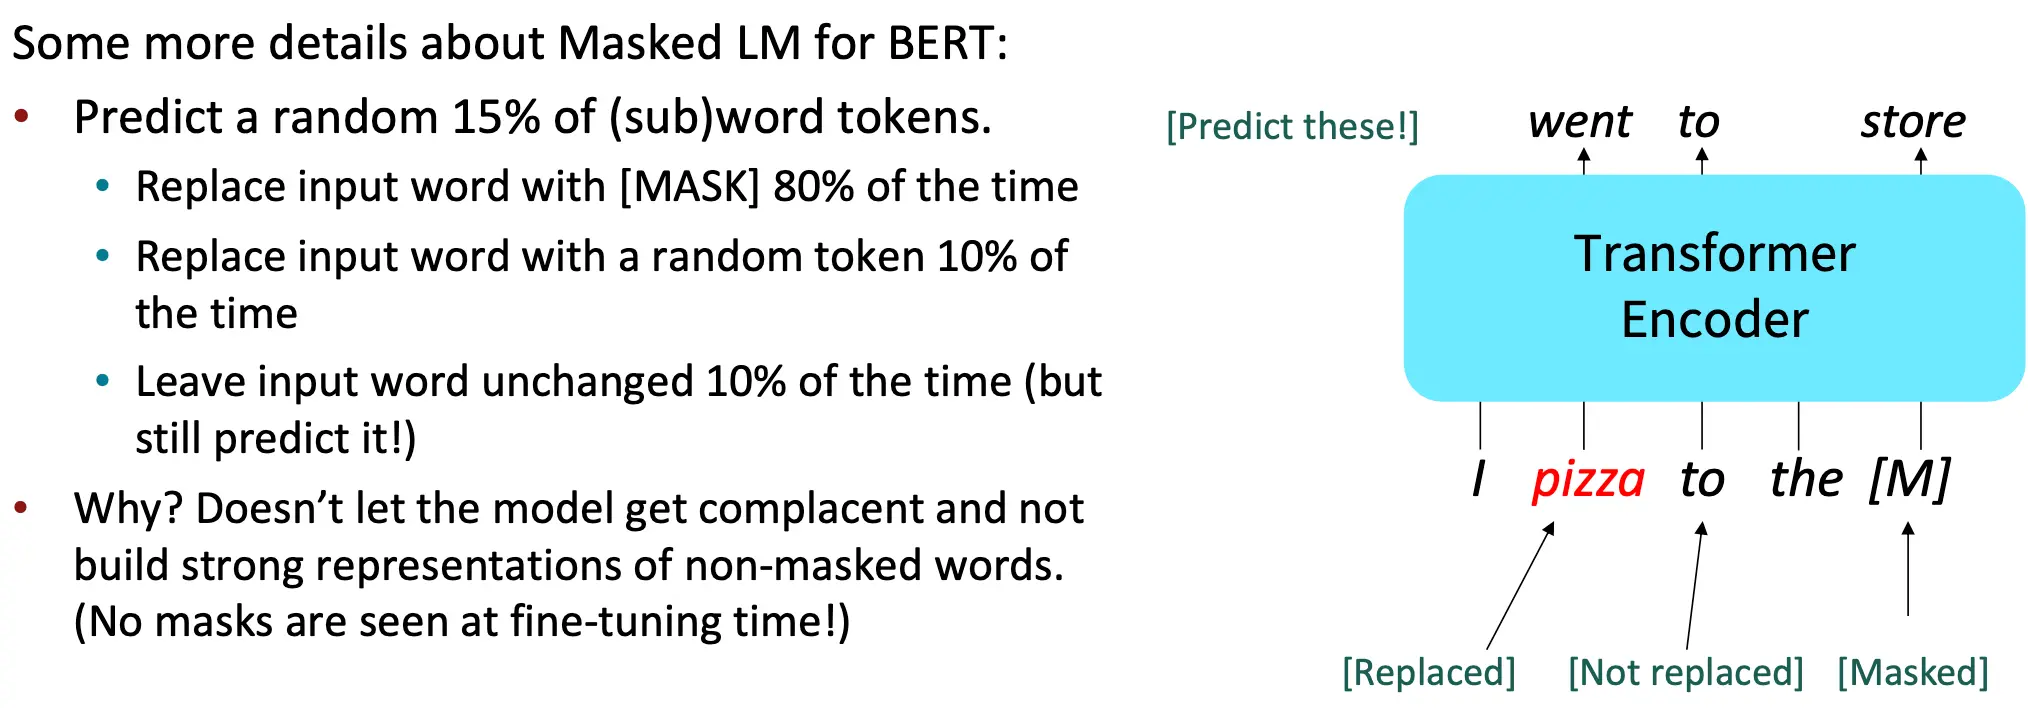 Some more details about Masked LM for BERT:
• Predict a random 15% of (sub)word tokens.
• Replace input word with [MASK] 80% of the time
• Replace input word with a random token 10% of
the time
• Leave input word unchanged 10% of the time (but
still predict it!)
• Why? Doesn’t let the model get complacent and not
build strong representations of non-masked words.
(No masks are seen at fine-tuning time!)
[Predict these!] went to store
Transformer
Encoder
I pizza to the [M]
[Replaced] [Not replaced] [Masked]